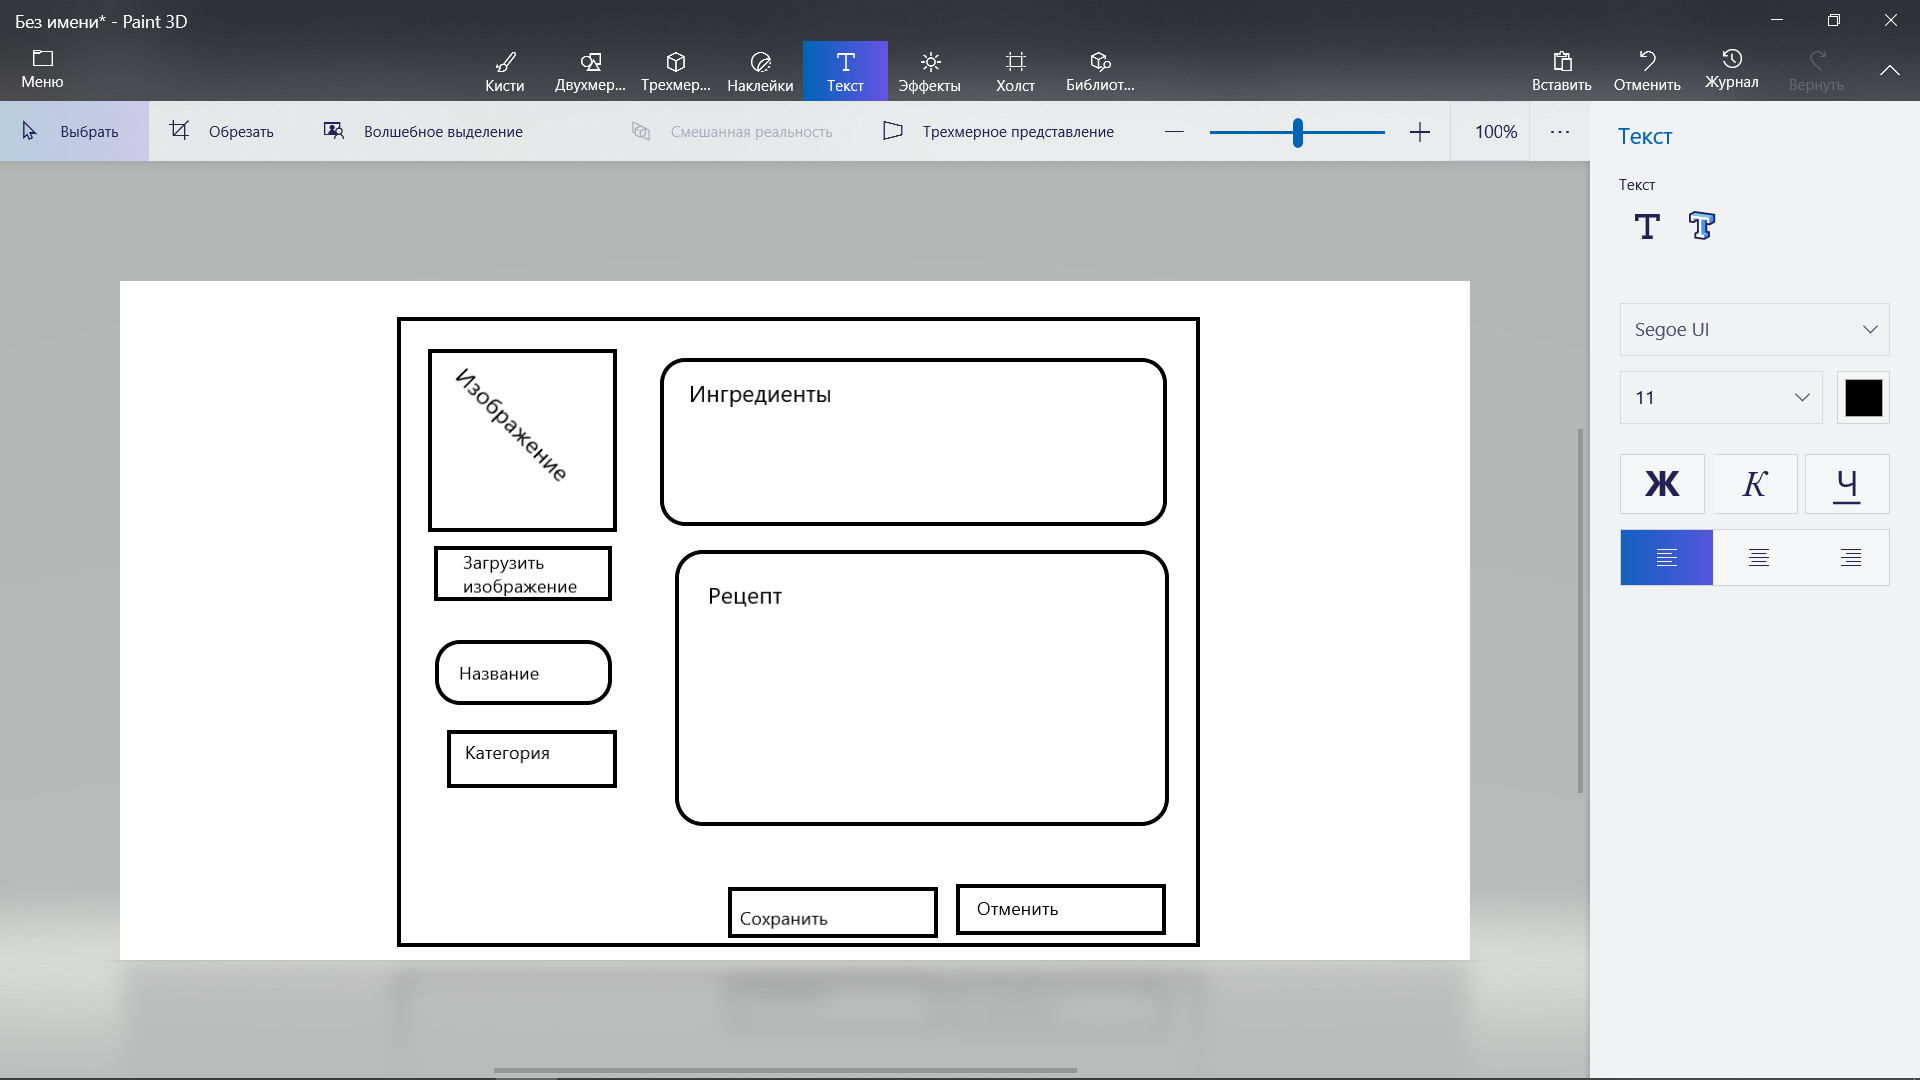 Без имени* - Paint 3D
Меню
Кисти
Двухмер...
Трехмер...
Наклейки
Текст
Эффекты
Холст
Библиот...
Вставить
Отменить
Журнал
Вернуть
Выбрать
Обрезать
Волшебное выделение
Смешанная реальность
Трехмерное представление
100%
Текст
Текст
Segoe UI
11
Ж К Ч
Изображение
Загрузить
изображение
Название
Категория
Ингредиенты
Рецепт
Сохранить
Отменить